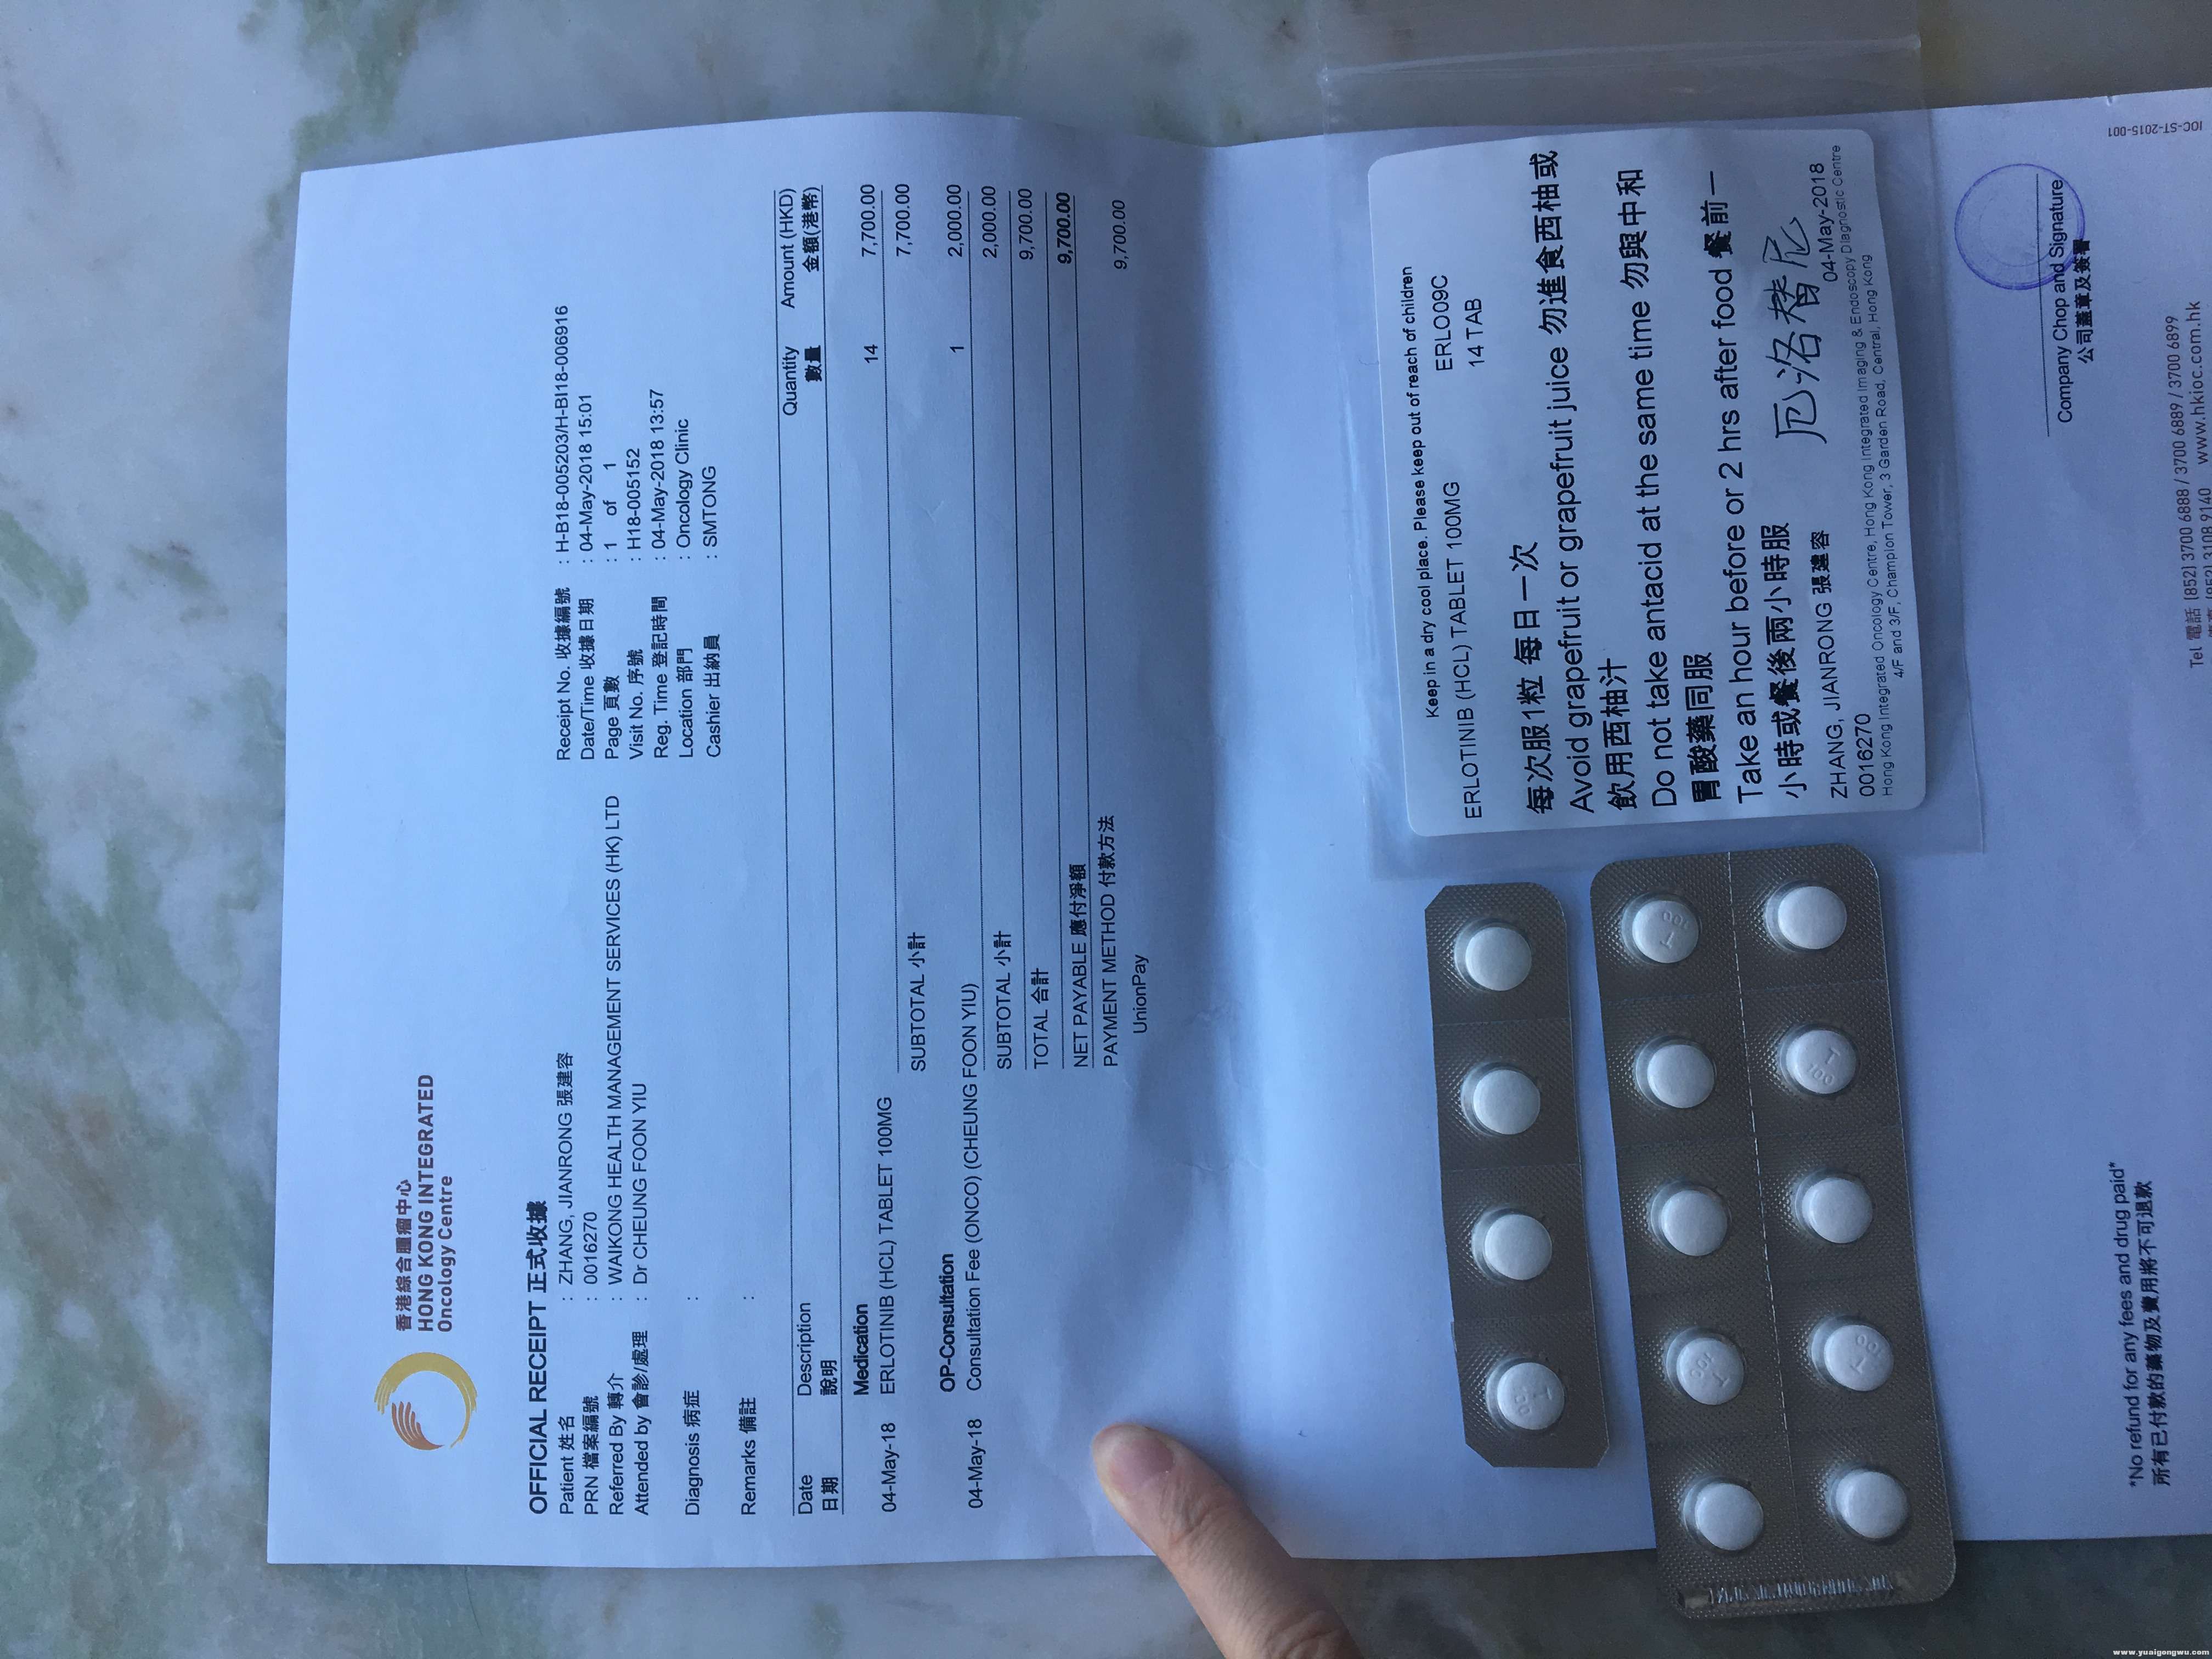 香港綜合腫瘤中心
HONG KONG INTEGRATED
Oncology Centre
OFFICIAL RECEIPT 正式收據
Patient 姓名 : ZHANG, JIANRONG 張建容
PRN 檔案編號 : 0016270
Referred By 轉介 : WAIKONG HEALTH MANAGEMENT SERVICES (HK) LTD
Attended by 會診/處理 : Dr CHEUNG FOON YIU
Diagnosis 病症 :
Remarks 備註 :
Receipt No. 收據編號 : H-B18-005203/H-BI18-006916
Date/Time 收據日期 : 04-May-2018 15:01
Page 頁數 : 1 of 1
Visit No. 序號 : H18-005152
Reg. Time 登記時間 : 04-May-2018 13:57
Location 部門 : Oncology Clinic
Cashier 出納員 : SMTONG
Date Description Quantity Amount (HKD)
日期 說明 數量 金額(港幣)
Medication
04-May-18 ERLOTINIB (HCL) TABLET 100MG 14 7,700.00
SUBTOTAL 小計 7,700.00
OP-Consultation
04-May-18 Consultation Fee (ONCO) (CHEUNG FOON YIU) 1 2,000.00
SUBTOTAL 小計 2,000.00
TOTAL 合計 9,700.00
NET PAYABLE 應付淨額 9,700.00
PAYMENT METHOD 付款方法
UnionPay 9,700.00
Keep in a dry cool place. Please keep out of reach of children
ERLOTINIB (HCL) TABLET 100MG ERLO09C
14 TAB
每次服1粒 每日一次
Avoid grapefruit or grapefruit juice 勿進食西柚或
飲用西柚汁
Do not take antacid at the same time 勿與中和
胃酸藥同服
Take an hour before or 2 hrs after food 餐前一
小時或餐後兩小時服
厄洛替尼
ZHANG, JIANRONG 張建容
0016270 04-May-2018
Hong Kong Integrated Oncology Centre, Hong Kong Integrated Imaging & Endoscopy Diagnostic Centre
4/F and 3/F, Champion Tower, 3 Garden Road, Central, Hong Kong
T 100
100 T
T 100
T 100
T 100
Company Chop and Signature
公司蓋章及簽署
*No refund for any fees and drug paid*
所有已付款的藥物及費用將不可退款
IOC-ST-2015-001
Tel 電話 (852) 3700 6888 / 3700 6889 / 3700 6899
(852) 3108 9140 www.hkioc.com.hk
www.yuaigongwu.com